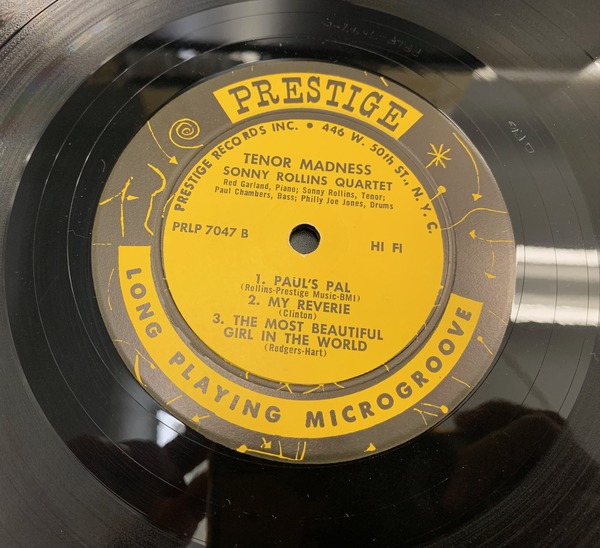 PRESTIGE
PRESTIGE RECORDS INC. • 446 W. 50th ST., N.Y.C.
TENOR MADNESS
SONNY ROLLINS QUARTET
Red Garland, Piano; Sonny Rollins, Tenor;
Paul Chambers, Bass; Philly Joe Jones, Drums
PRLP 7047 B
HI FI
1. PAUL'S PAL
(Rollins-Prestige Music-BMI)
2. MY REVERIE
(Clinton)
3. THE MOST BEAUTIFUL
GIRL IN THE WORLD
(Rodgers-Hart)
LONG PLAYING MICROGROOVE